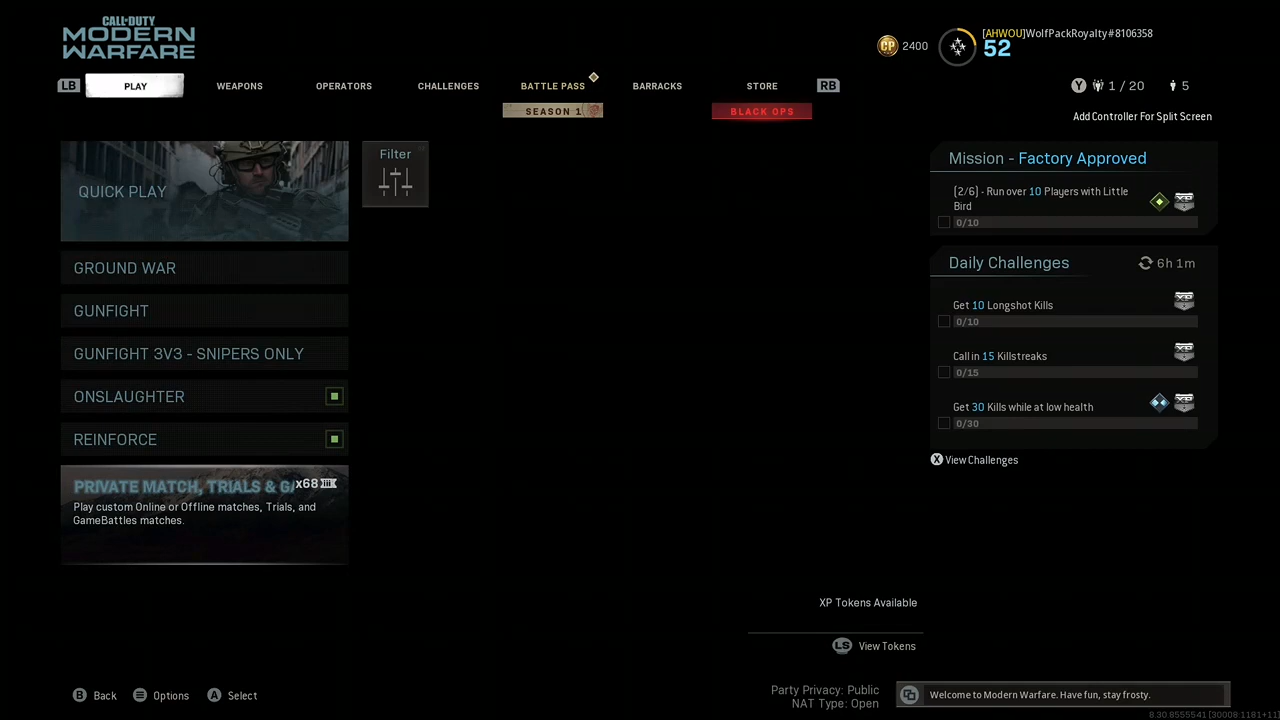 CALL OF DUTY
MODERN
WARFARE
CP 2400
[AHWOU]WolfPackRoyalty#8106358
52
LB
PLAY
WEAPONS
OPERATORS
CHALLENGES
BATTLE PASS
BARRACKS
STORE
RB
Y 1 / 20 5
SEASON 1
BLACK OPS
Add Controller For Split Screen
QUICK PLAY
Filter
GROUND WAR
GUNFIGHT
GUNFIGHT 3V3 - SNIPERS ONLY
ONSLAUGHTER
REINFORCE
PRIVATE MATCH, TRIALS & GA x68
Play custom Online or Offline matches, Trials, and
GameBattles matches.
Mission - Factory Approved
(2/6) - Run over 10 Players with Little
Bird
0/10
Daily Challenges 6h 1m
Get 10 Longshot Kills
0/10
Call in 15 Killstreaks
0/15
Get 30 Kills while at low health
0/30
X View Challenges
XP Tokens Available
LS View Tokens
B Back Options A Select
Party Privacy: Public
NAT Type: Open
Welcome to Modern Warfare. Have fun, stay frosty.